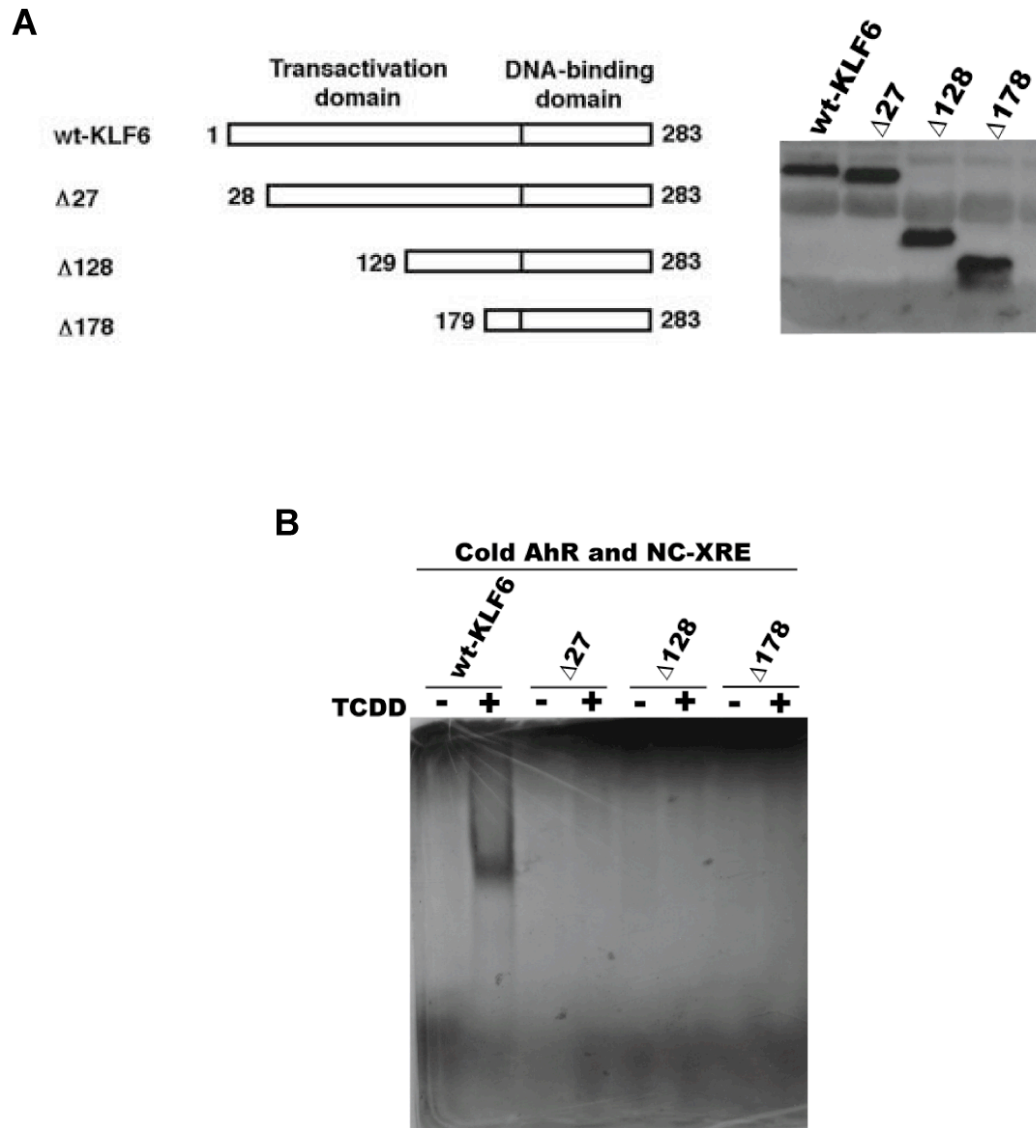 A
Transactivation domain
DNA-binding domain
wt-KLF6 1 283
Δ27 28 283
Δ128 129 283
Δ178 179 283
wt-KLF6 Δ27 Δ128 Δ178
B
Cold AhR and NC-XRE
wt-KLF6 Δ27 Δ128 Δ178
TCDD - + - + - + - +